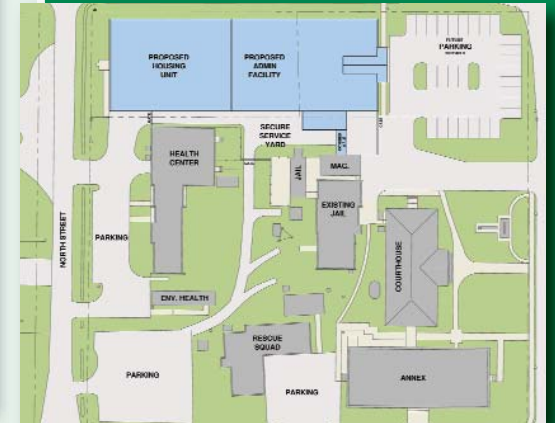 PROPOSED
HOUSING
UNIT
PROPOSED
ADMIN
FACILITY
FUTURE
PARKING
SECURE
SERVICE
YARD
HEALTH
CENTER
JAIL
MAG.
EXISTING
JAIL
NORTH STREET
PARKING
COURTHOUSE
ENV. HEALTH
RESCUE
SQUAD
PARKING
PARKING
ANNEX